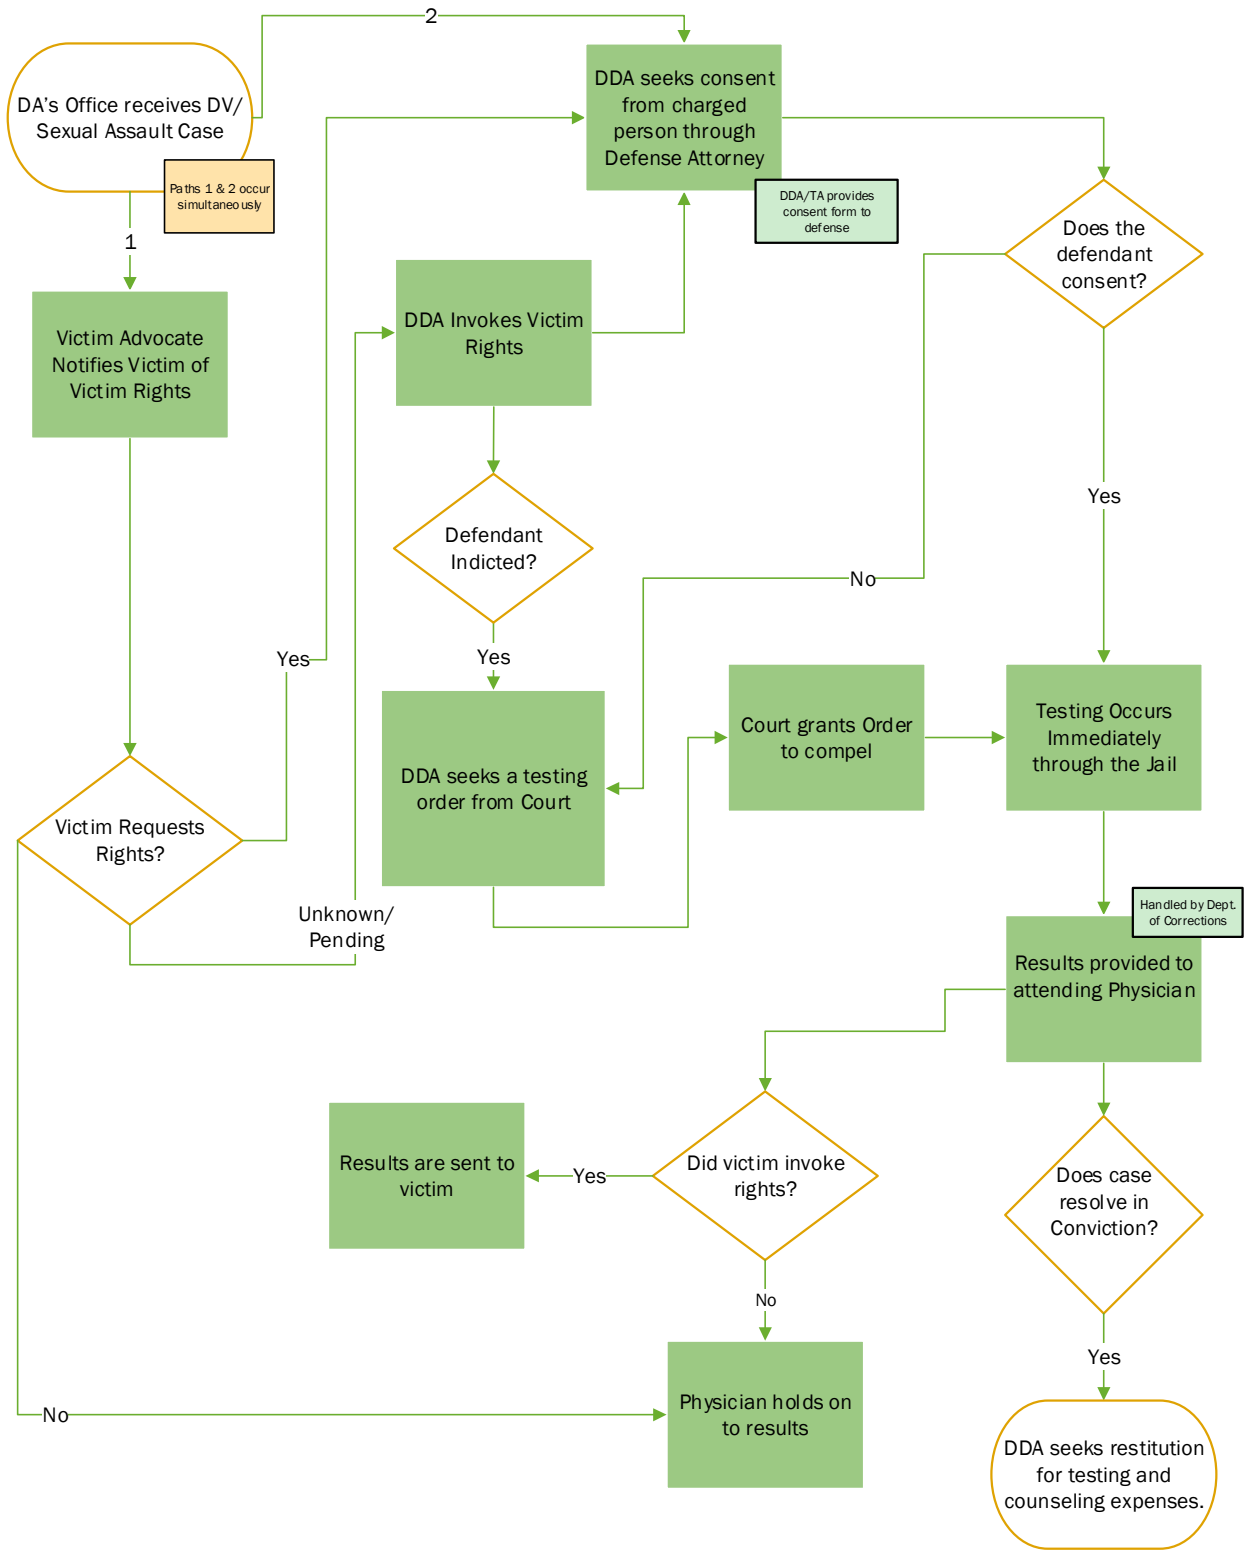 2
DA's Office receives DV/
Sexual Assault Case
Paths 1 & 2 occur
simultaneously
1
DDA seeks consent
from charged
person through
Defense Attorney
DDA/TA provides
consent form to
defense
Does the
defendant
consent?
Victim Advocate
Notifies Victim of
Victim Rights
DDA Invokes Victim
Rights
Yes
Defendant
Indicted?
No
Yes
Yes
DDA seeks a testing
order from Court
Court grants Order
to compel
Testing Occurs
Immediately
through the Jail
Victim Requests
Rights?
Unknown/
Pending
Handled by Dept.
of Corrections
Results provided to
attending Physician
Results are sent to
victim
Yes
Did victim invoke
rights?
Does case
resolve in
Conviction?
No
Yes
No
Physician holds on
to results
DDA seeks restitution
for testing and
counseling expenses.